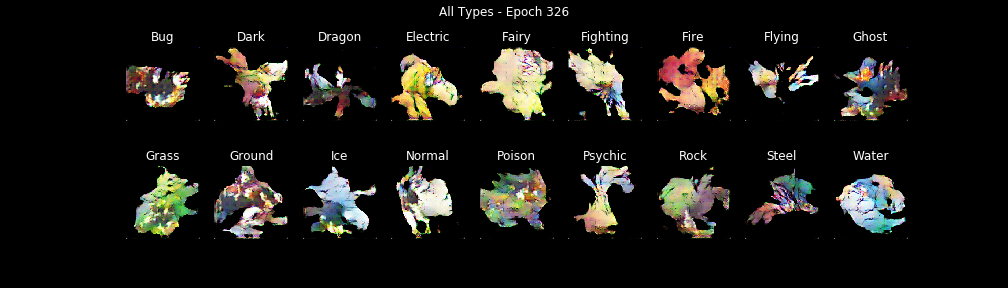 All Types - Epoch 326
Bug Dark Dragon Electric Fairy Fighting Fire Flying Ghost
Grass Ground Ice Normal Poison Psychic Rock Steel Water